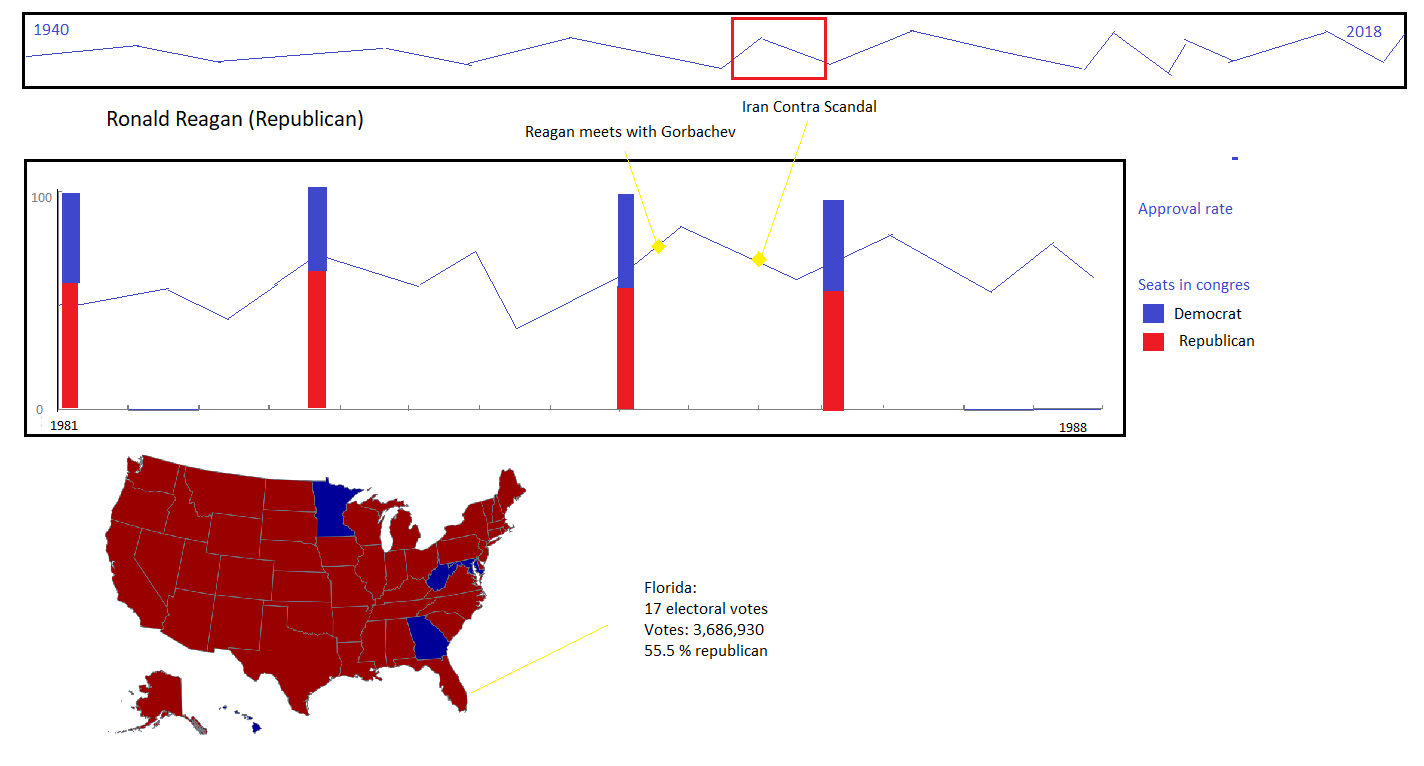 1940
2018
Iran Contra Scandal
Ronald Reagan (Republican)
Reagan meets with Gorbachev
100
Approval rate
Seats in congres
Democrat
Republican
0
1981
1988
Florida:
17 electoral votes
Votes: 3,686,930
55.5 % republican